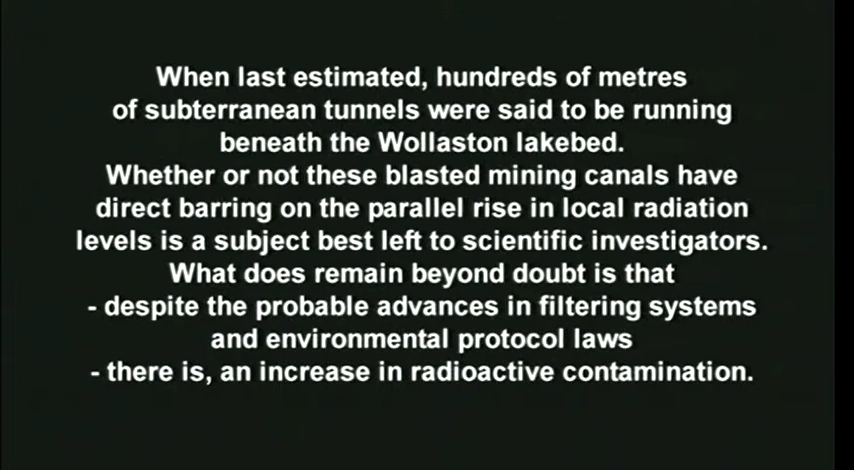 When last estimated, hundreds of metres
of subterranean tunnels were said to be running
beneath the Wollaston lakebed.
Whether or not these blasted mining canals have
direct barring on the parallel rise in local radiation
levels is a subject best left to scientific investigators.
What does remain beyond doubt is that
- despite the probable advances in filtering systems
and environmental protocol laws
- there is, an increase in radioactive contamination.